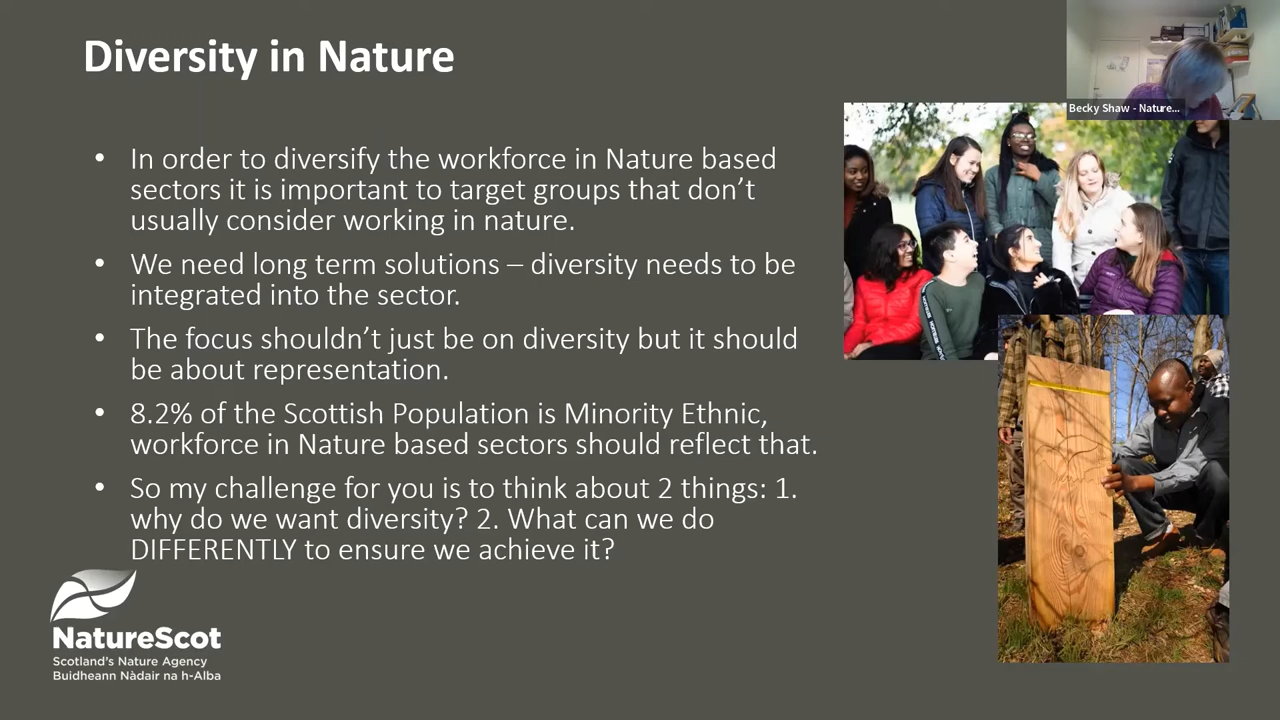 Diversity in Nature
Becky Shaw - Nature...
• In order to diversify the workforce in Nature based
sectors it is important to target groups that don’t
usually consider working in nature.
• We need long term solutions – diversity needs to be
integrated into the sector.
• The focus shouldn’t just be on diversity but it should
be about representation.
• 8.2% of the Scottish Population is Minority Ethnic,
workforce in Nature based sectors should reflect that.
• So my challenge for you is to think about 2 things: 1.
why do we want diversity? 2. What can we do
DIFFERENTLY to ensure we achieve it?
NatureScot
Scotland’s Nature Agency
Buidheann Nàdair na h-Alba